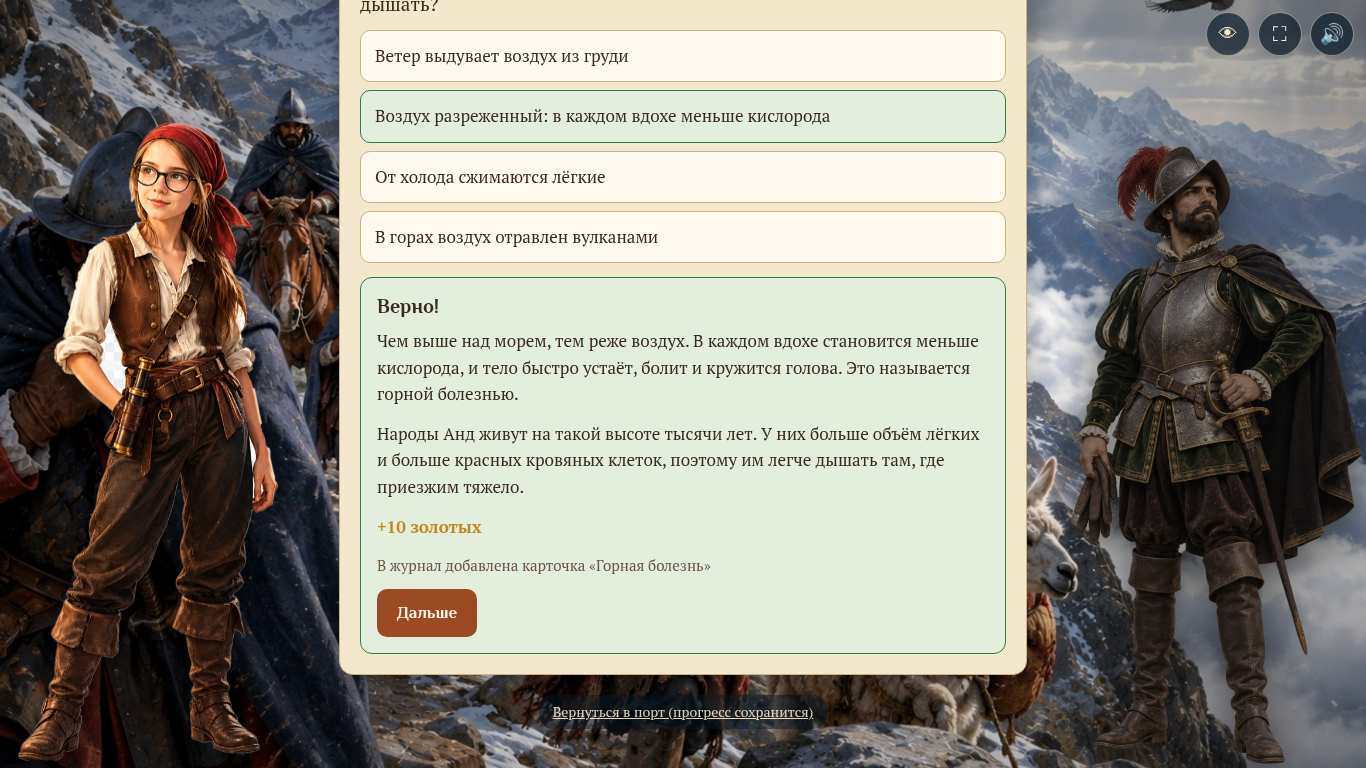 дышать?
Ветер выдувает воздух из груди
Воздух разреженный: в каждом вдохе меньше кислорода
От холода сжимаются лёгкие
В горах воздух отравлен вулканами
Верно!
Чем выше над морем, тем реже воздух. В каждом вдохе становится меньше
кислорода, и тело быстро устаёт, болит и кружится голова. Это называется
горной болезнью.
Народы Анд живут на такой высоте тысячи лет. У них больше объём лёгких
и больше красных кровяных клеток, поэтому им легче дышать там, где
приезжим тяжело.
+10 золотых
В журнал добавлена карточка «Горная болезнь»
Дальше
Вернуться в порт (прогресс сохранится)